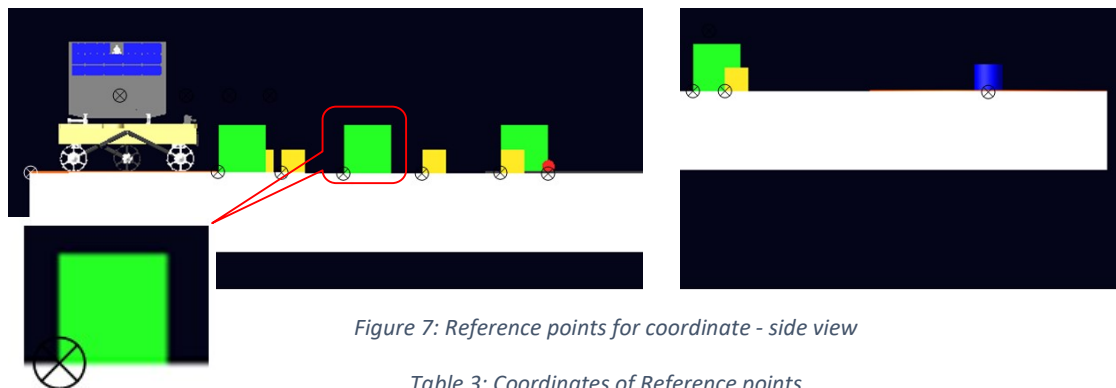 Figure 7: Reference points for coordinate - side view
Table 3: Coordinates of Reference points